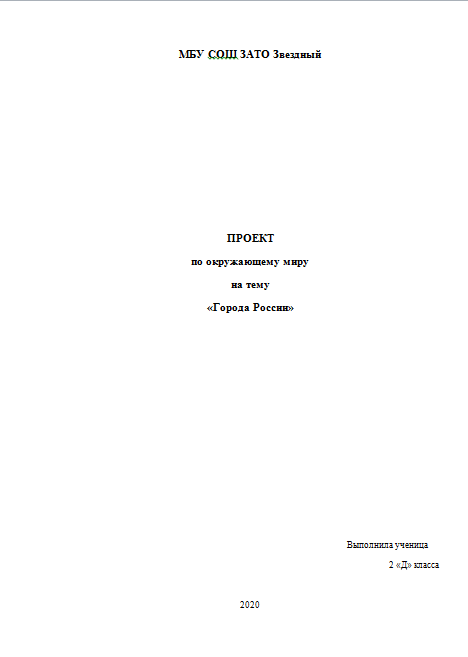 МБУ СОШ ЗАТО Звездный
ПРОЕКТ
по окружающему миру
на тему
«Города России»
Выполнила ученица
2 «Д» класса
2020